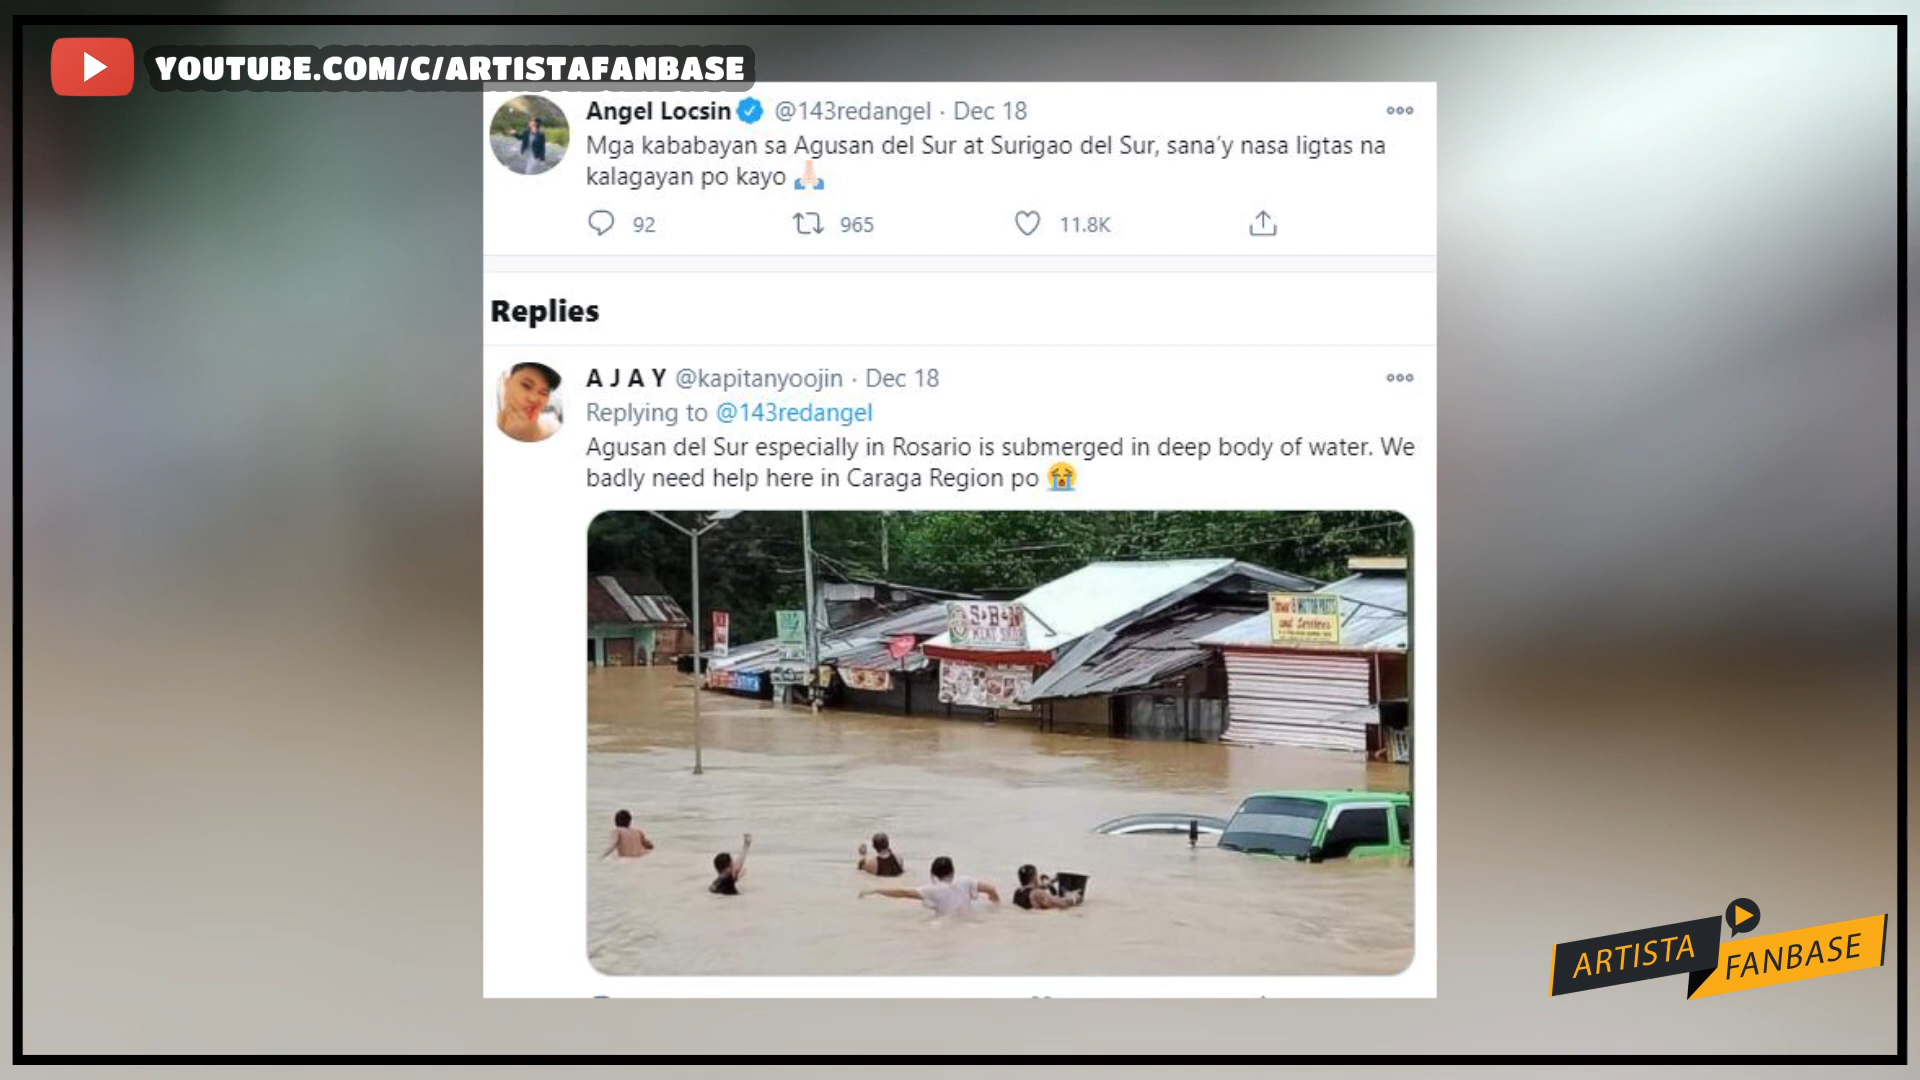 YOUTUBE.COM/C/ARTISTAFANBASE
Angel Locsin @143redangel · Dec 18
Mga kababayan sa Agusan del Sur at Surigao del Sur, sana'y nasa ligtas na
kalagayan po kayo 🙏🏻
92 965 11.8K
Replies
A J A Y @kapitanyoojin · Dec 18
Replying to @143redangel
Agusan del Sur especially in Rosario is submerged in deep body of water. We
badly need help here in Caraga Region po 😭
S•B•N
and Services
ARTISTA
FANBASE